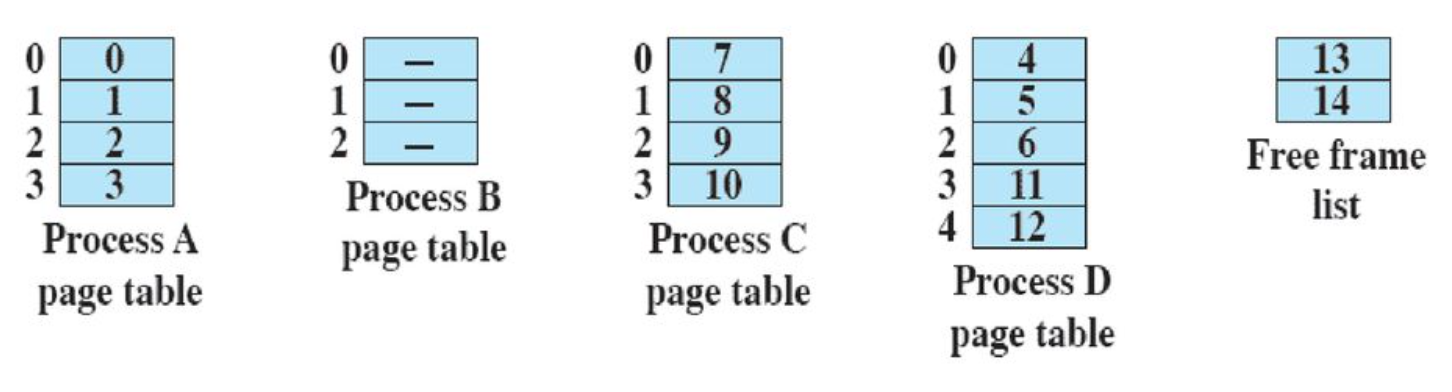 0 0
1 1
2 2
3 3
Process A
page table
0 —
1 —
2 —
Process B
page table
0 7
1 8
2 9
3 10
Process C
page table
0 4
1 5
2 6
3 11
4 12
Process D
page table
13
14
Free frame
list